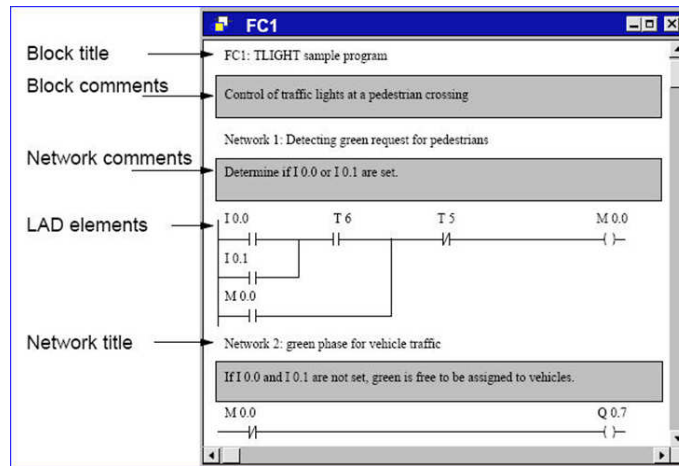 FC1
Block title
FC1: TLIGHT sample program
Block comments
Control of traffic lights at a pedestrian crossing
Network 1: Detecting green request for pedestrians
Network comments
Determine if I 0.0 or I 0.1 are set.
LAD elements
I 0.0 T 6 T 5 M 0.0
I 0.1
M 0.0
Network title
Network 2: green phase for vehicle traffic
If I 0.0 and I 0.1 are not set, green is free to be assigned to vehicles.
M 0.0 Q 0.7